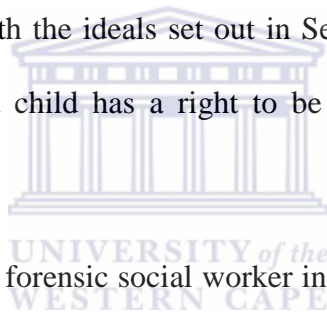 th the ideals set out in Se
child has a right to be
UNIVERSITY of the
forensic social worker in
WESTERN CAPE